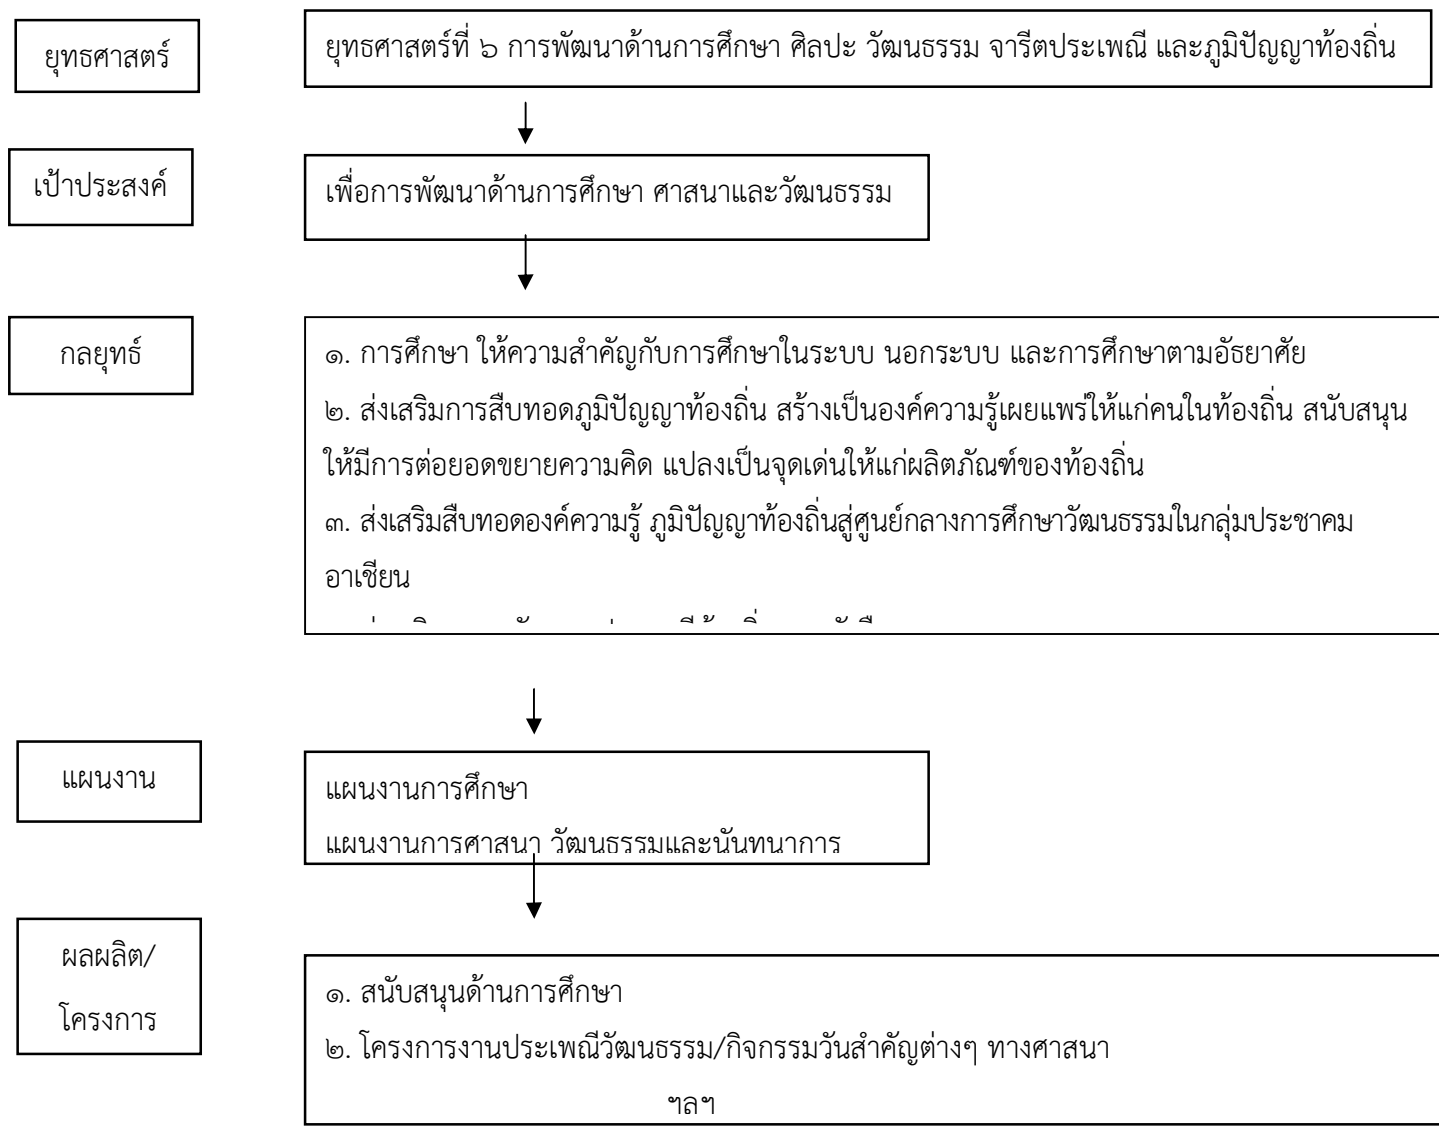 ยุทธศาสตร์
ยุทธศาสตร์ที่ ๖ การพัฒนาด้านการศึกษา ศิลปะ วัฒนธรรม จารีตประเพณี และภูมิปัญญาท้องถิ่น
เป้าประสงค์
เพื่อการพัฒนาด้านการศึกษา ศาสนาและวัฒนธรรม
กลยุทธ์
๑. การศึกษา ให้ความสำคัญกับการศึกษาในระบบ นอกระบบ และการศึกษาตามอัธยาศัย
๒. ส่งเสริมการสืบทอดภูมิปัญญาท้องถิ่น สร้างเป็นองค์ความรู้เผยแพร่ให้แก่คนในท้องถิ่น สนับสนุน
ให้มีการต่อยอดขยายความคิด แปลงเป็นจุดเด่นให้แก่ผลิตภัณฑ์ของท้องถิ่น
๓. ส่งเสริมสืบทอดองค์ความรู้ ภูมิปัญญาท้องถิ่นสู่ศูนย์กลางการศึกษาวัฒนธรรมในกลุ่มประชาคม
อาเซียน
แผนงาน
แผนงานการศึกษา
แผนงานการศาสนา วัฒนธรรมและนันทนาการ
ผลผลิต/
โครงการ
๑. สนับสนุนด้านการศึกษา
๒. โครงการงานประเพณีวัฒนธรรม/กิจกรรมวันสำคัญต่างๆ ทางศาสนา
ฯลฯ